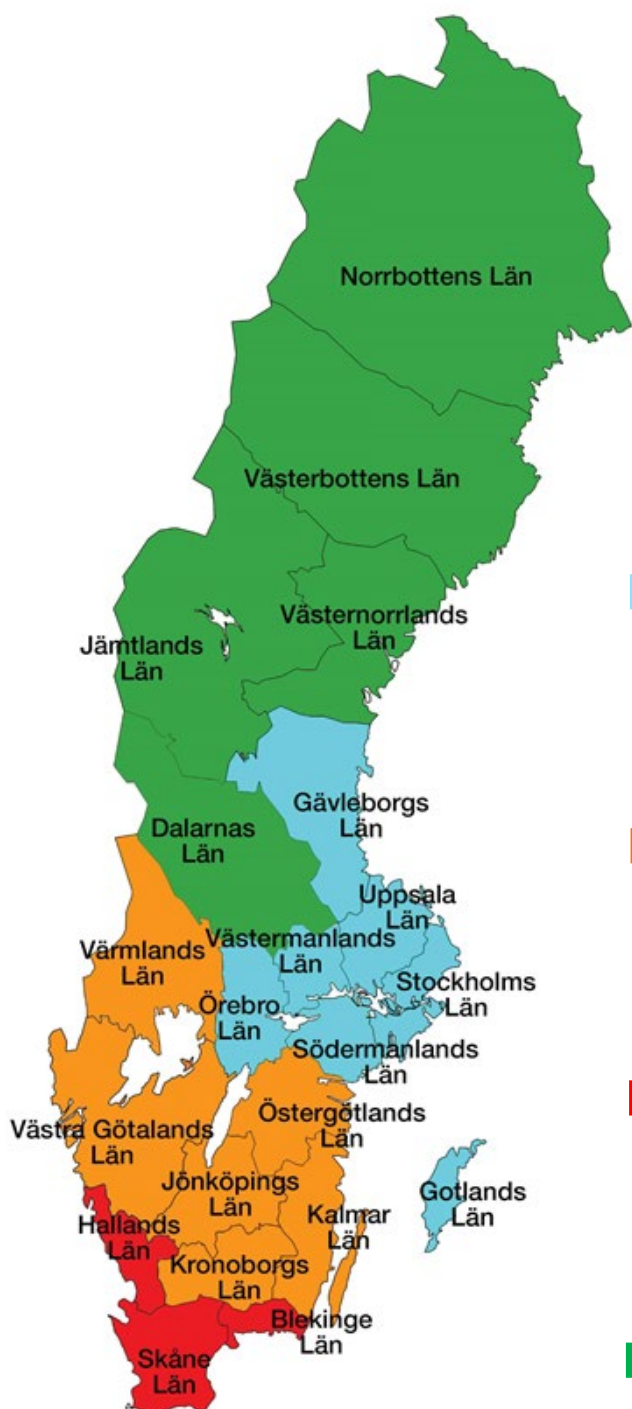 Norrbottens Län
Västerbottens Län
Västernorrlands
Län
Jämtlands
Län
Gävleborgs
Län
Dalarnas
Län
Uppsala
Län
Västermanlands
Län
Värmlands
Län
Stockholms
Län
Örebro
Län
Södermanlands
Län
Östergötlands
Län
Västra Götalands
Län
Jönköpings
Län
Gotlands
Län
Kalmar
Län
Hallands
Län
Kronoborgs
Län
Blekinge
Län
Skåne
Län